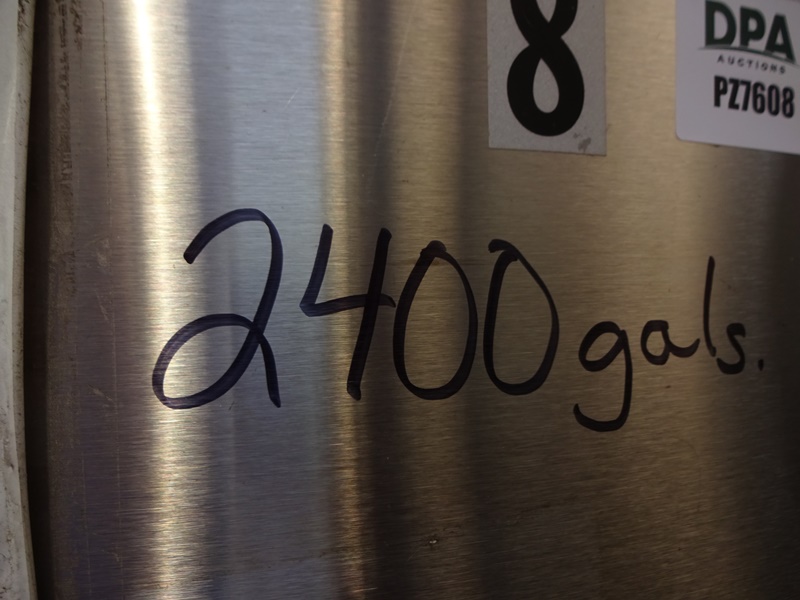 8
DPA
AUCTIONS
PZ7608
2400 gals.